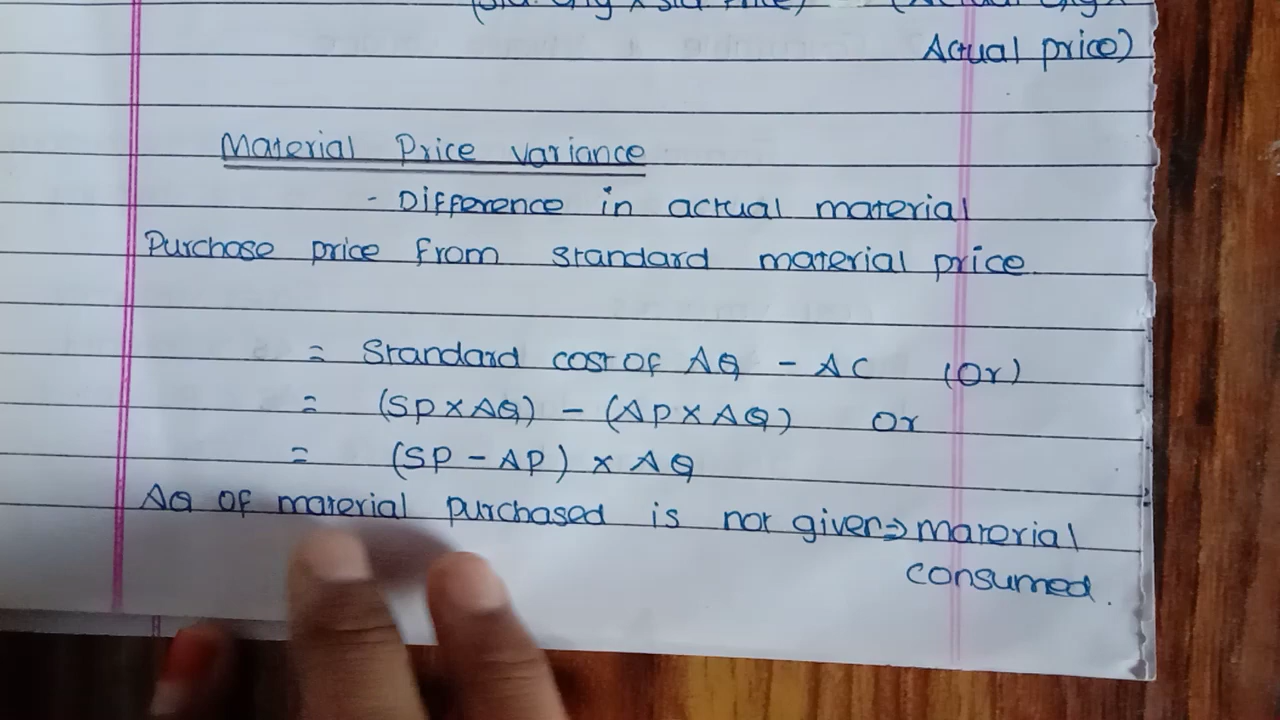 Actual price)
Material Price variance
- Difference in actual material
Purchase price from standard material price
= Standard cost of AQ - AC (Or)
= (SP X AQ) - (AP X AQ) Or
= (SP - AP) X AQ
AQ of material purchased is not given => material
consumed.